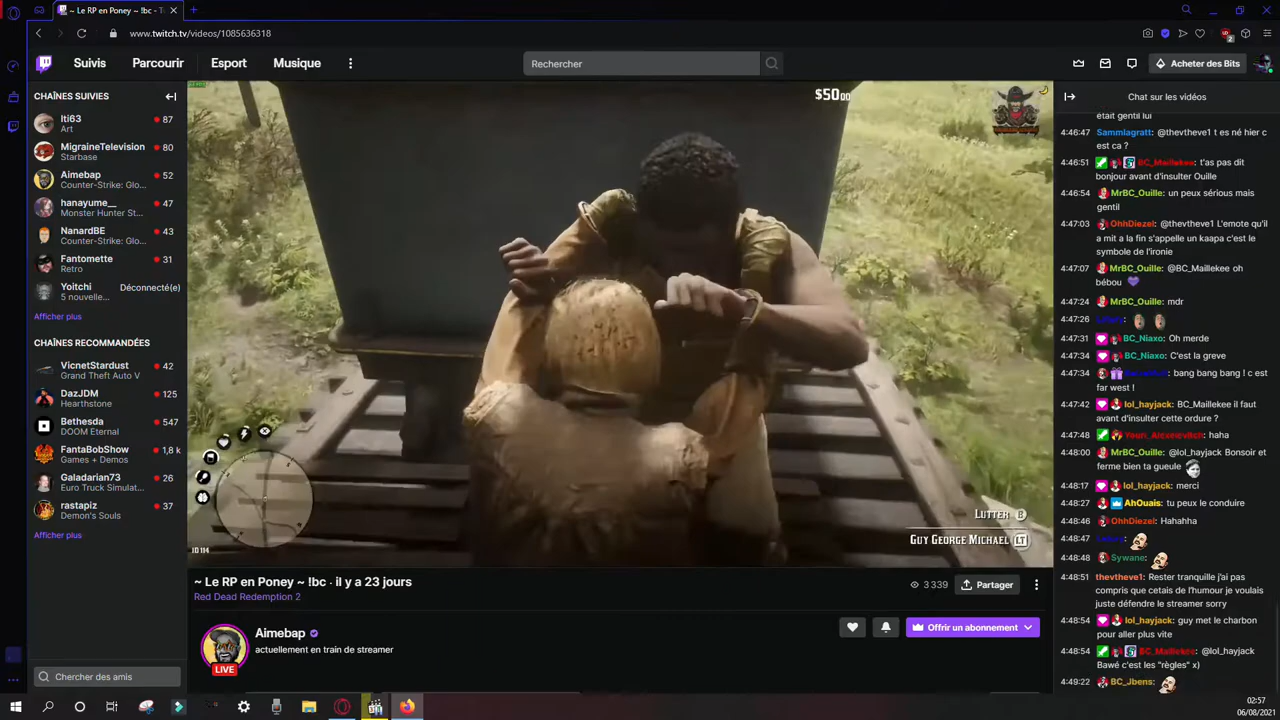 ~ Le RP en Poney ~ !bc - T
www.twitch.tv/videos/1085636318
Suivis
Parcourir
Esport
Musique
Rechercher
Acheter des Bits
CHAÎNES SUIVIES
Iti63
87
Art
MigraineTelevision
80
Starbase
Aimebap
52
Counter-Strike: Glo...
hanayume__
47
Monster Hunter St...
NanardBE
43
Counter-Strike: Glo...
Fantomette
31
Retro
Yoitchi
Déconnecté(e)
5 nouvelle...
Afficher plus
CHAÎNES RECOMMANDÉES
VicnetStardust
42
Grand Theft Auto V
DazJDM
125
Hearthstone
Bethesda
547
DOOM Eternal
FantaBobShow
1,8 k
Games + Demos
Galadarian73
26
Euro Truck Simulat...
rastapiz
37
Demon's Souls
Afficher plus
Chercher des amis
$5000
LUTTER B
GUY GEORGE MICHAEL LT
ID 114
~ Le RP en Poney ~ !bc · il y a 23 jours
Red Dead Redemption 2
3 339
Partager
Aimebap
actuellement en train de streamer
LIVE
Offrir un abonnement
Chat sur les vidéos
était gentil lui
4:46:47 Sammlagratt: @thevtheve1 t es né hier c
est ca ?
4:46:51 BC_Maillekee: t'as pas dit
bonjour avant d'insulter Ouille
4:46:54 MrBC_Ouille: un peux sérious mais
gentil
4:47:03 OhhDiezel: @thevtheve1 L'emote qu'il
a mit a la fin s'appelle un kaapa c'est le
symbole de l'ironie
4:47:07 MrBC_Ouille: @BC_Maillekee oh
bébou
4:47:24 MrBC_Ouille: mdr
4:47:26
4:47:31 BC_Niaxo: Oh merde
4:47:34 BC_Niaxo: C'est la greve
4:47:34 bang bang bang ! c est
far west !
4:47:42 lol_hayjack: BC_Maillekee il faut
avant d'insulter cette ordure ?
4:47:48 haha
4:48:00 MrBC_Ouille: @lol_hayjack Bonsoir et
ferme bien ta gueule
4:48:17 lol_hayjack: merci
4:48:27 AhOuais: tu peux le conduire
4:48:46 OhhDiezel: Hahahha
4:48:47
4:48:48 Sywane:
4:48:51 thevtheve1: Rester tranquille j'ai pas
compris que cetais de l'humour je voulais
juste défendre le streamer sorry
4:48:54 lol_hayjack: guy met le charbon
pour aller plus vite
4:48:54 BC_Maillekee: @lol_hayjack
Bawé c'est les "règles" x)
4:49:22 BC_Jbens:
02:57
06/08/2021